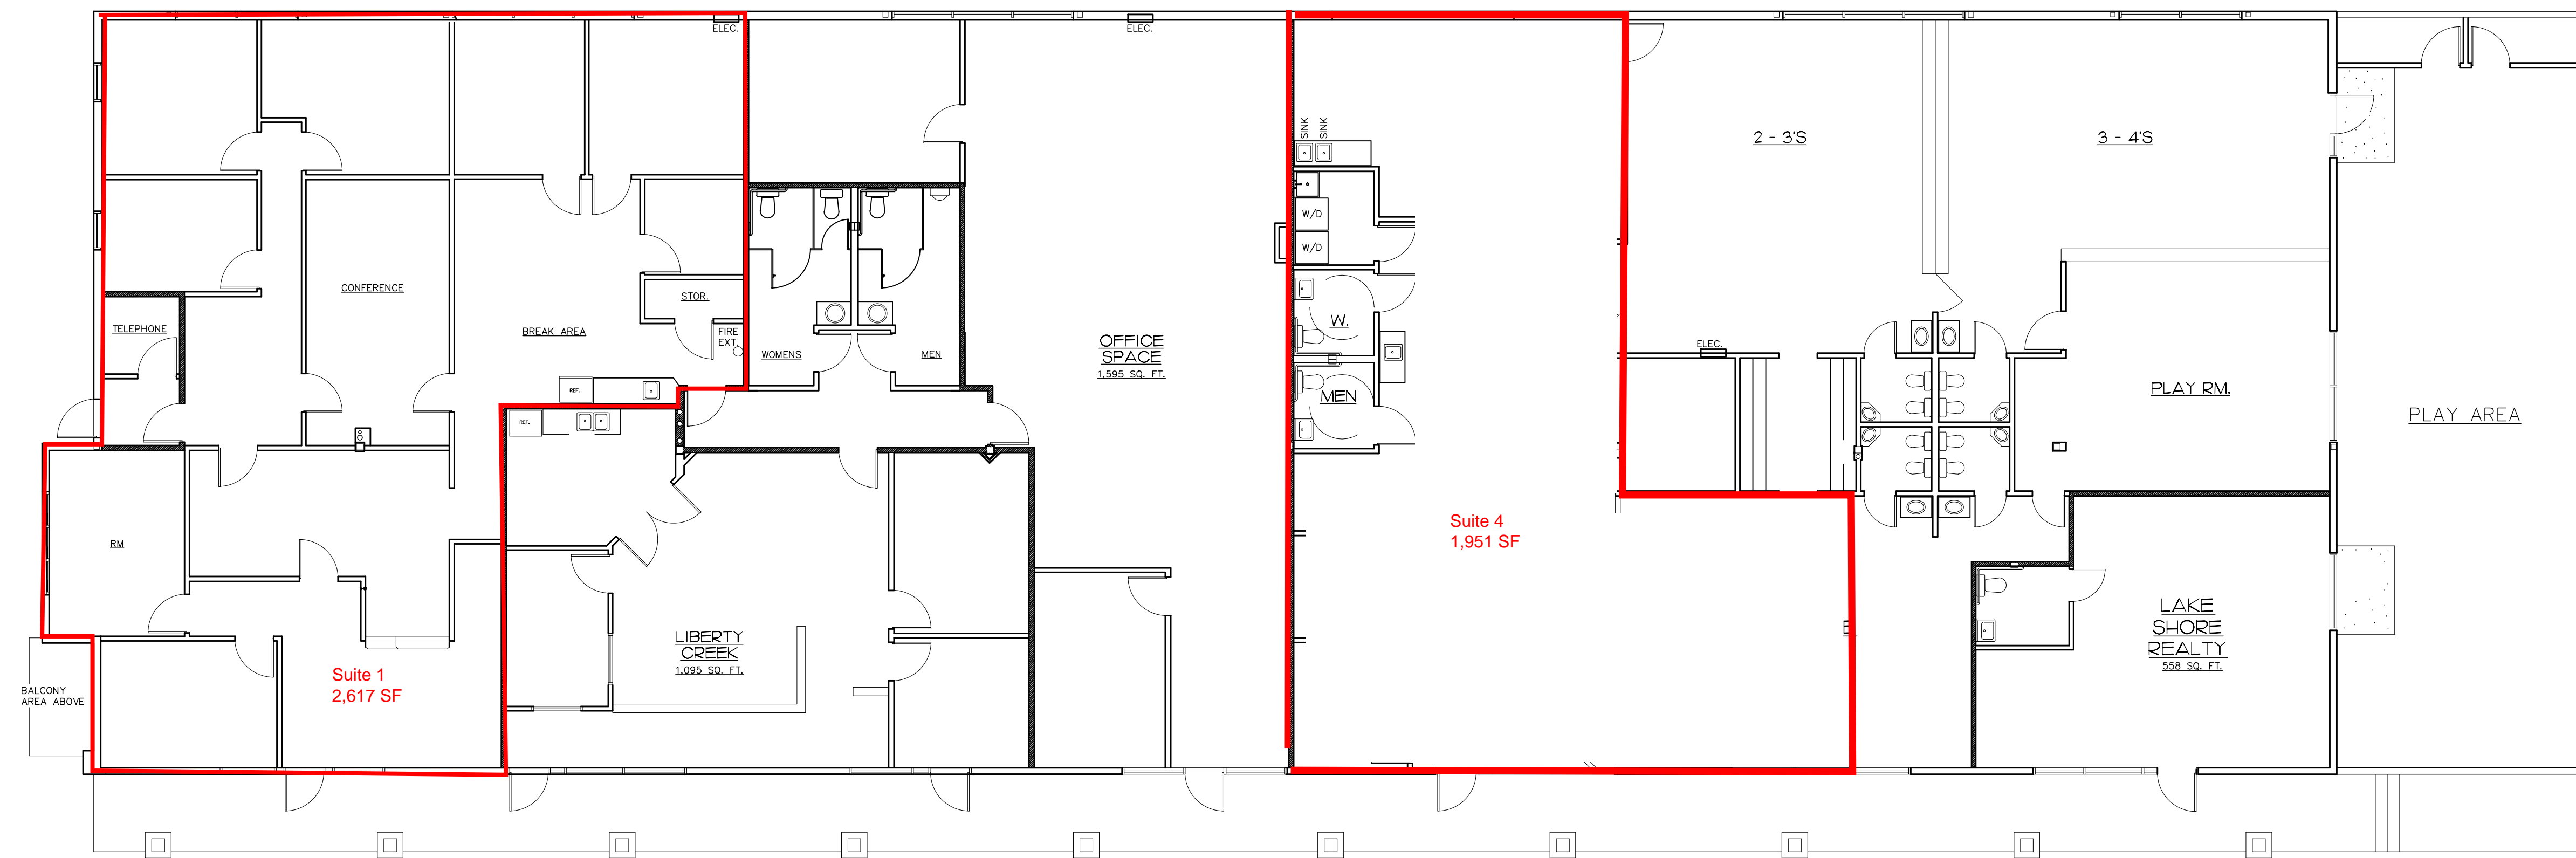 ELEC.
ELEC.
SINK
SINK
2 - 3'S
3 - 4'S
W/D
W/D
CONFERENCE
STOR.
TELEPHONE
BREAK AREA
FIRE
EXT.
WOMENS
MEN
OFFICE
SPACE
1,595 SQ. FT.
W.
ELEC.
REF.
MEN
PLAY RM.
PLAY AREA
REF.
RM
Suite 4
1,951 SF
LIBERTY
CREEK
1,095 SQ. FT.
LAKE
SHORE
REALTY
558 SQ. FT.
Suite 1
2,617 SF
BALCONY
AREA ABOVE